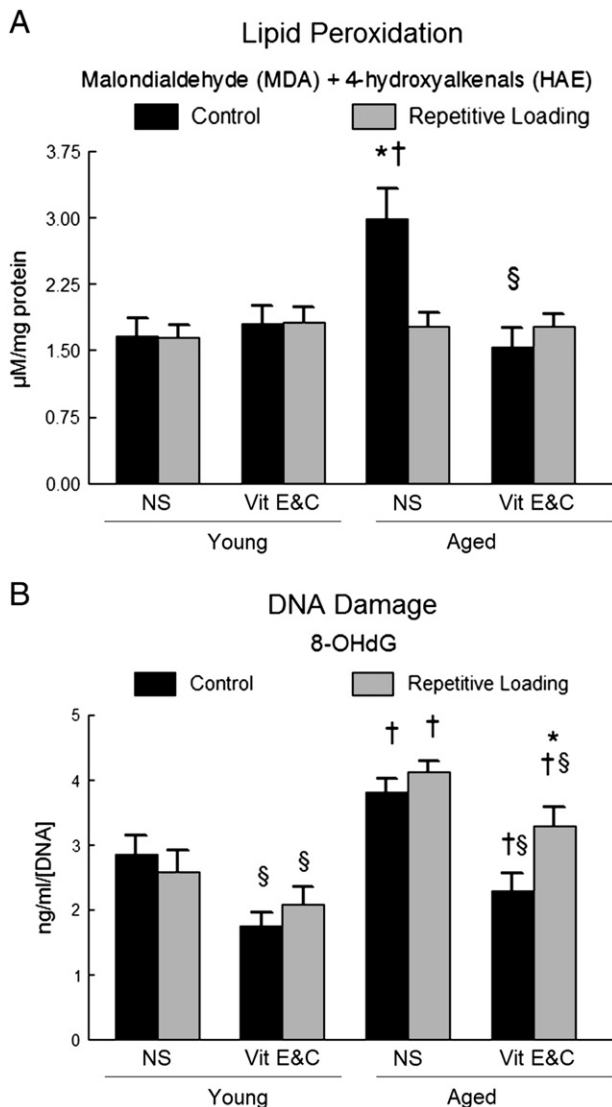 A
Lipid Peroxidation
Malondialdehyde (MDA) + 4-hydroxyalkenals (HAE)
Control Repetitive Loading
3.75
3.00
2.25
1.50
0.75
0.00
µM/mg protein
*†
§
NS Vit E&C NS Vit E&C
Young Aged
B
DNA Damage
8-OHdG
Control Repetitive Loading
5
4
3
2
1
0
ng/ml/[DNA]
§ §
† †
†§
*
†§
NS Vit E&C NS Vit E&C
Young Aged